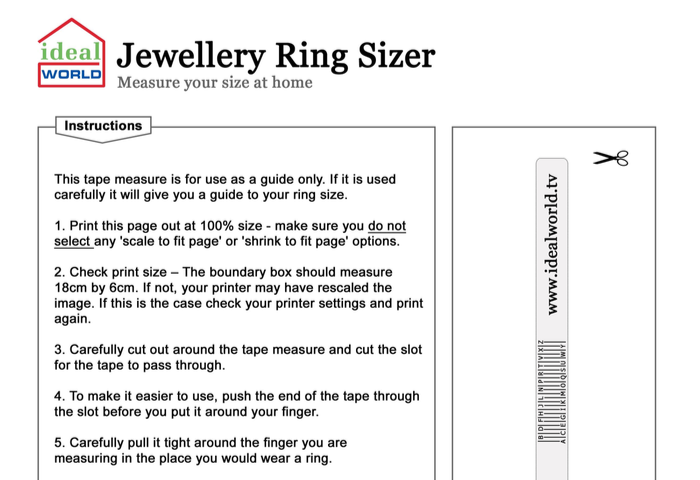 ideal
WORLD
Jewellery Ring Sizer
Measure your size at home
Instructions
This tape measure is for use as a guide only. If it is used
carefully it will give you a guide to your ring size.
1. Print this page out at 100% size - make sure you do not
select any 'scale to fit page' or 'shrink to fit page' options.
2. Check print size – The boundary box should measure
18cm by 6cm. If not, your printer may have rescaled the
image. If this is the case check your printer settings and print
again.
3. Carefully cut out around the tape measure and cut the slot
for the tape to pass through.
4. To make it easier to use, push the end of the tape through
the slot before you put it around your finger.
5. Carefully pull it tight around the finger you are
measuring in the place you would wear a ring.
www.idealworld.tv
B D F H J L N P R T V X Z
A C E G I K M O Q S U W Y